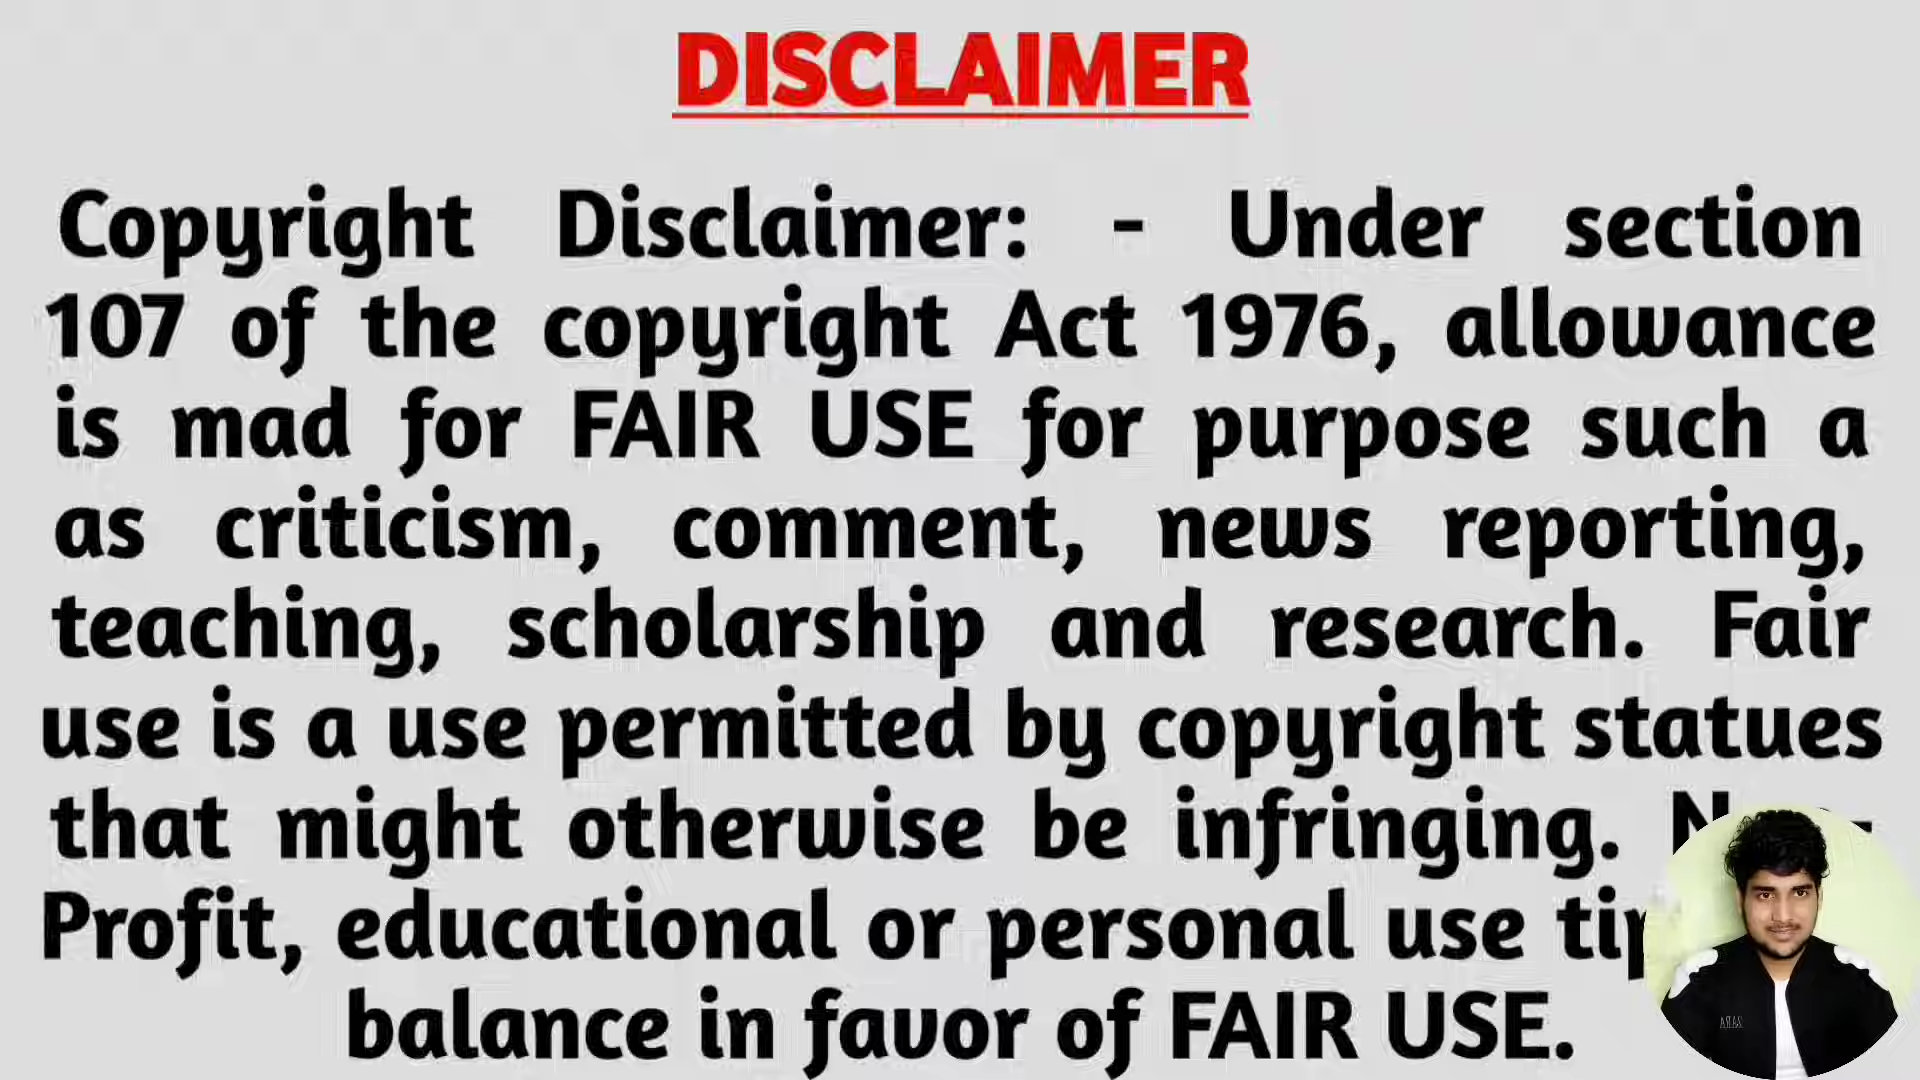 DISCLAIMER
Copyright Disclaimer: - Under section
107 of the copyright Act 1976, allowance
is mad for FAIR USE for purpose such a
as criticism, comment, news reporting,
teaching, scholarship and research. Fair
use is a use permitted by copyright statues
that might otherwise be infringing.
Profit, educational or personal use
balance in favor of FAIR USE.